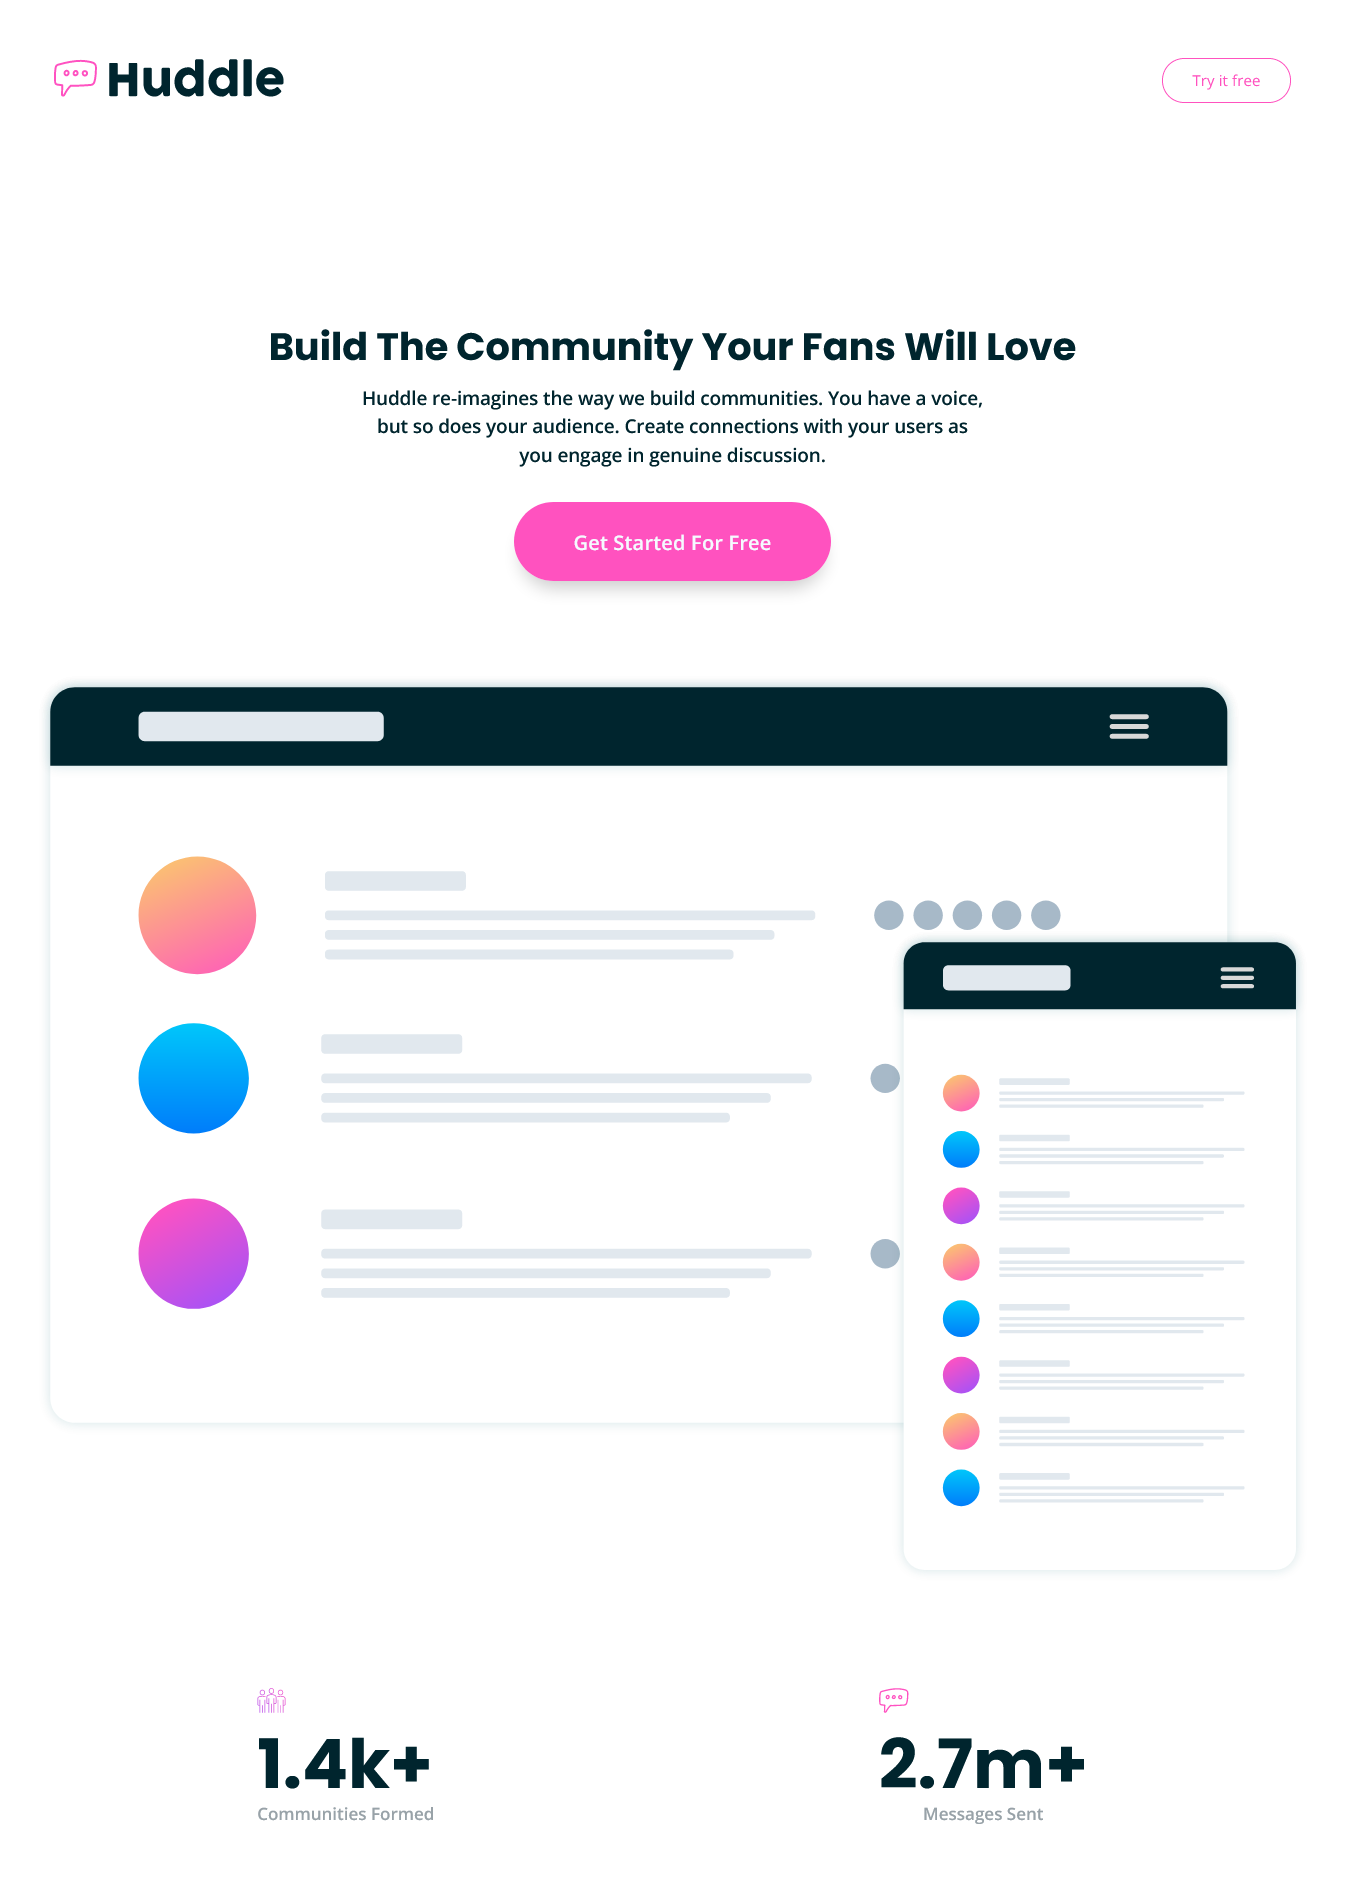 Huddle
Try it free
Build The Community Your Fans Will Love
Huddle re-imagines the way we build communities. You have a voice,
but so does your audience. Create connections with your users as
you engage in genuine discussion.
Get Started For Free
1.4k+
Communities Formed
2.7m+
Messages Sent